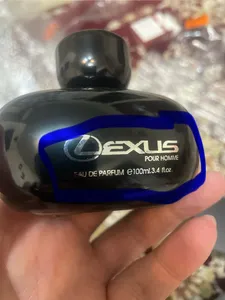 LEXUS
POUR HOMME
EAU DE PARFUM ℮100ml.3.4 fl.oz.